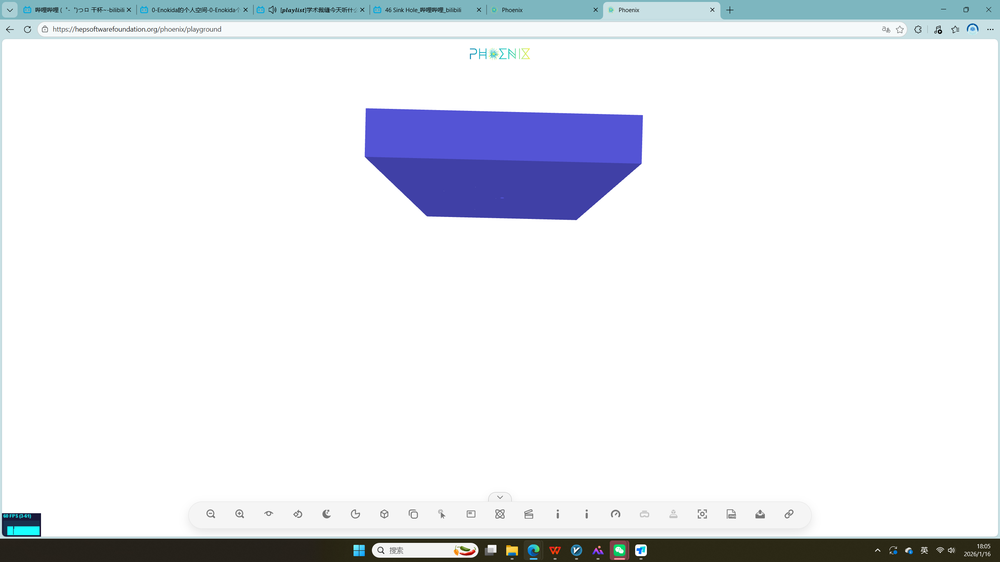 哔哩哔哩 (゜-゜)つロ 干杯~-bilibili
0-Enokida的个人空间-0-Enokida个
[playlist]学术裁缝今天听什么
46 Sink Hole_哔哩哔哩_bilibili
Phoenix
Phoenix
https://hepsoftwarefoundation.org/phoenix/playground
PHOENIX
60 FPS (3-61)
PNG
搜索
英
18:05
2026/1/16